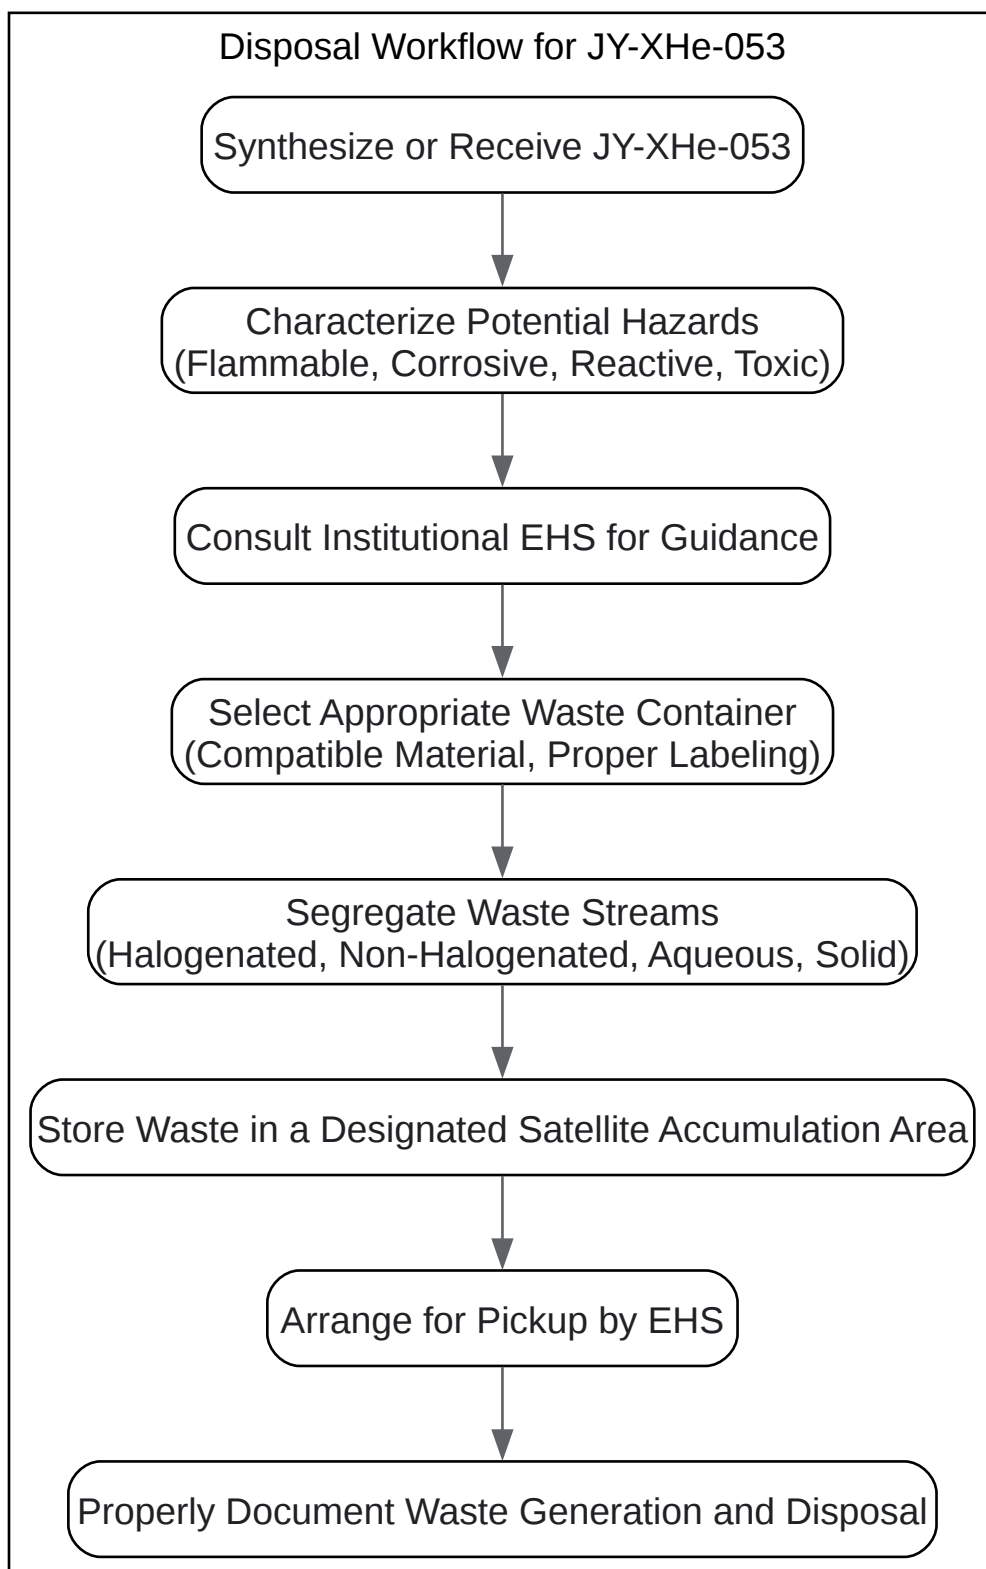 Disposal Workflow for JY-XHe-053
Synthesize or Receive JY-XHe-053
Characterize Potential Hazards
(Flammable, Corrosive, Reactive, Toxic)
Consult Institutional EHS for Guidance
Select Appropriate Waste Container
(Compatible Material, Proper Labeling)
Segregate Waste Streams
(Halogenated, Non-Halogenated, Aqueous, Solid)
Store Waste in a Designated Satellite Accumulation Area
Arrange for Pickup by EHS
Properly Document Waste Generation and Disposal